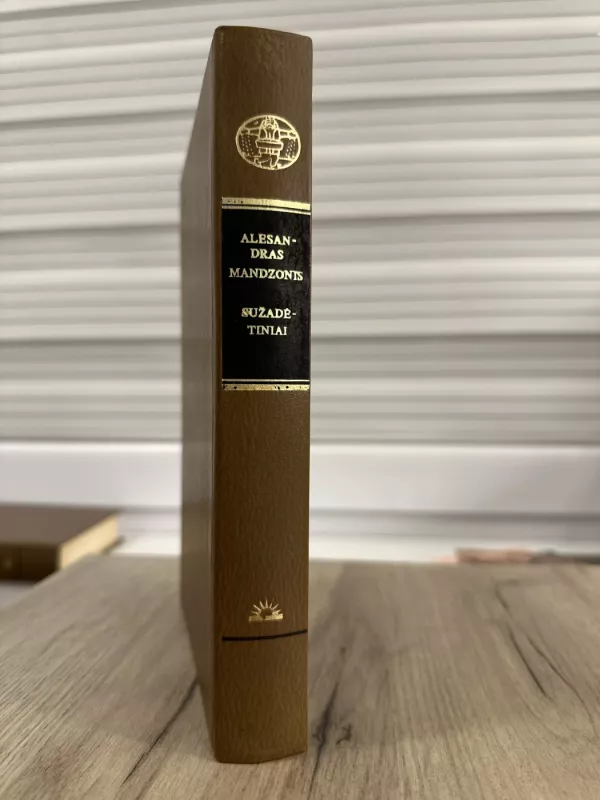 ALESAN-
DRAS
MANDZONIS
SUŽADĖ-
TINIAI